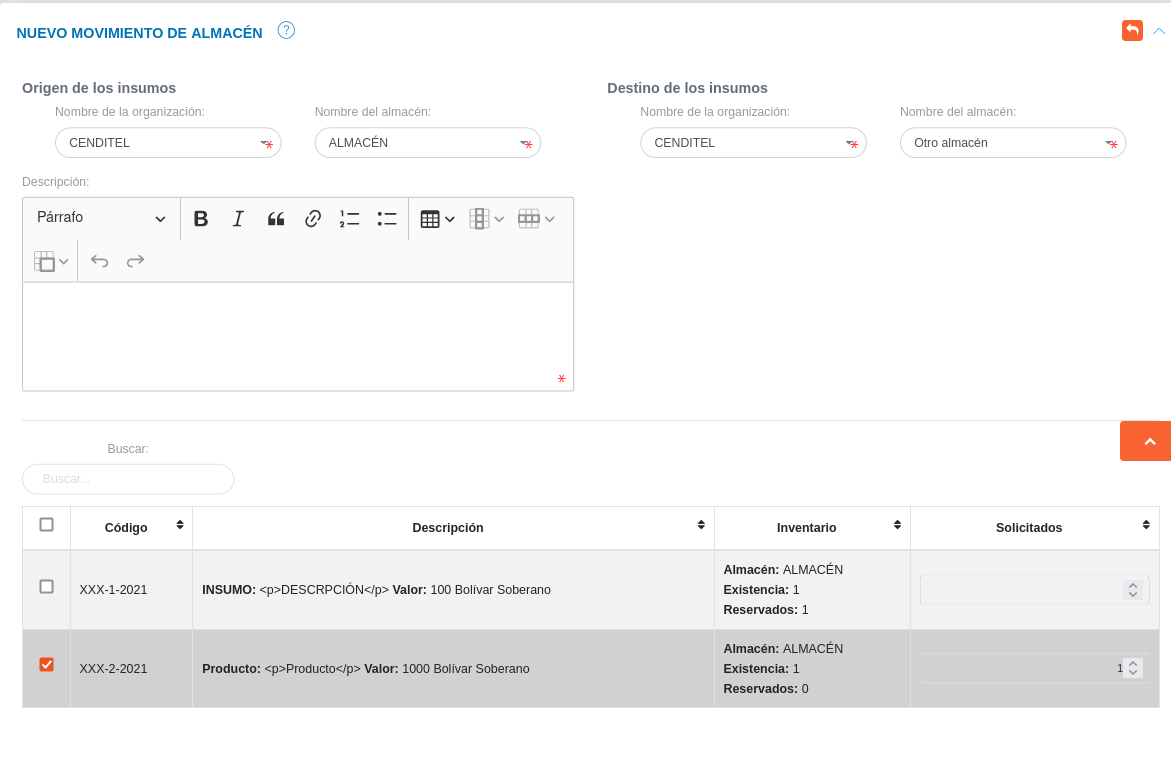 NUEVO MOVIMIENTO DE ALMACÉN ?
Origen de los insumos
Nombre de la organización:
Nombre del almacén:
CENDITEL
ALMACÉN
Destino de los insumos
Nombre de la organización:
Nombre del almacén:
CENDITEL
Otro almacén
Descripción:
Párrafo
Buscar:
Buscar...
Código Descripción Inventario Solicitados
XXX-1-2021
INSUMO: <p>DESCRPCIÓN</p> Valor: 100 Bolívar Soberano
Almacén: ALMACÉN
Existencia: 1
Reservados: 1
XXX-2-2021
Producto: <p>Producto</p> Valor: 1000 Bolívar Soberano
Almacén: ALMACÉN
Existencia: 1
Reservados: 0
1